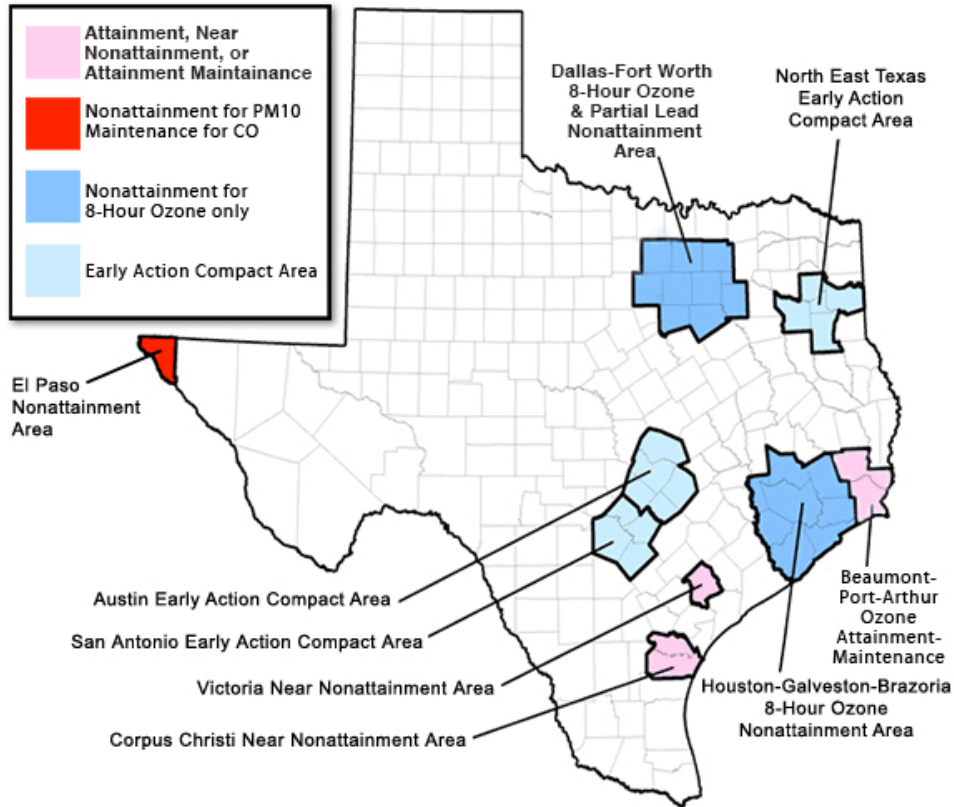 Attainment, Near
Nonattainment, or
Attainment Maintainance
Nonattainment for PM10
Maintenance for CO
Nonattainment for
8-Hour Ozone only
Early Action Compact Area
Dallas-Fort Worth
8-Hour Ozone
& Partial Lead
Nonattainment
Area
North East Texas
Early Action
Compact Area
El Paso
Nonattainment
Area
Austin Early Action Compact Area
San Antonio Early Action Compact Area
Victoria Near Nonattainment Area
Corpus Christi Near Nonattainment Area
Beaumont-
Port-Arthur
Ozone
Attainment-
Maintenance
Houston-Galveston-Brazoria
8-Hour Ozone
Nonattainment Area